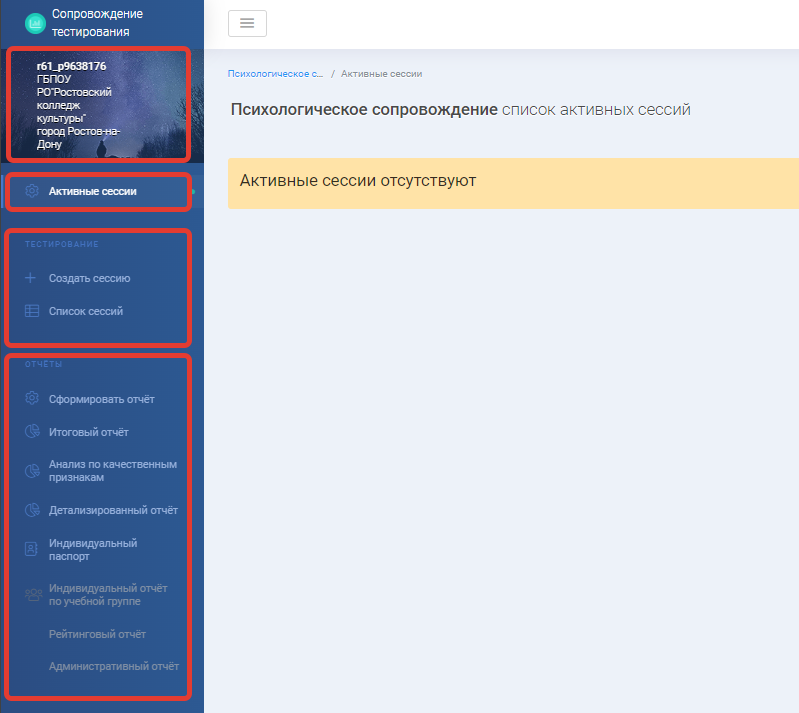 Сопровождение
тестирования
r61_p9638176
ГБПОУ
РО"Ростовский
колледж
культуры"
город Ростов-на-
Дону
Активные сессии
ТЕСТИРОВАНИЕ
Создать сессию
Список сессий
ОТЧЁТЫ
Сформировать отчёт
Итоговый отчёт
Анализ по качественным
признакам
Детализированный отчёт
Индивидуальный
паспорт
Индивидуальный отчёт
по учебной группе
Рейтинговый отчёт
Административный отчёт
Психологическое с... / Активные сессии
Психологическое сопровождение список активных сессий
Активные сессии отсутствуют